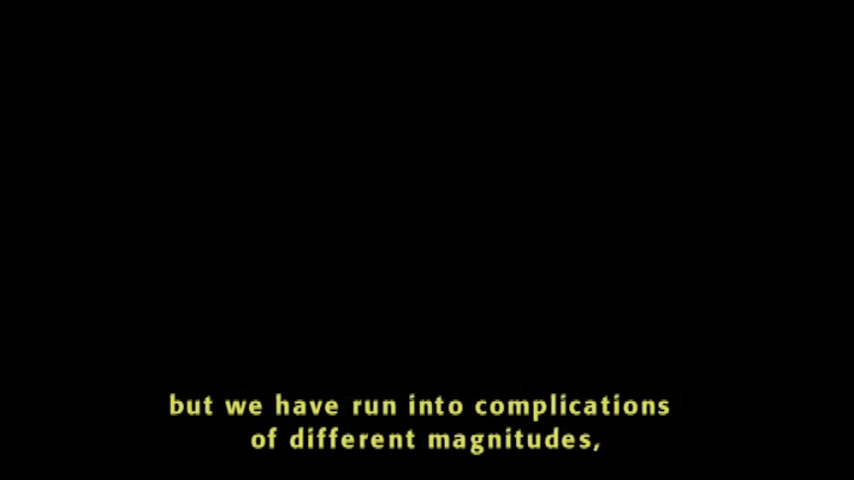 but we have run into complications
of different magnitudes,